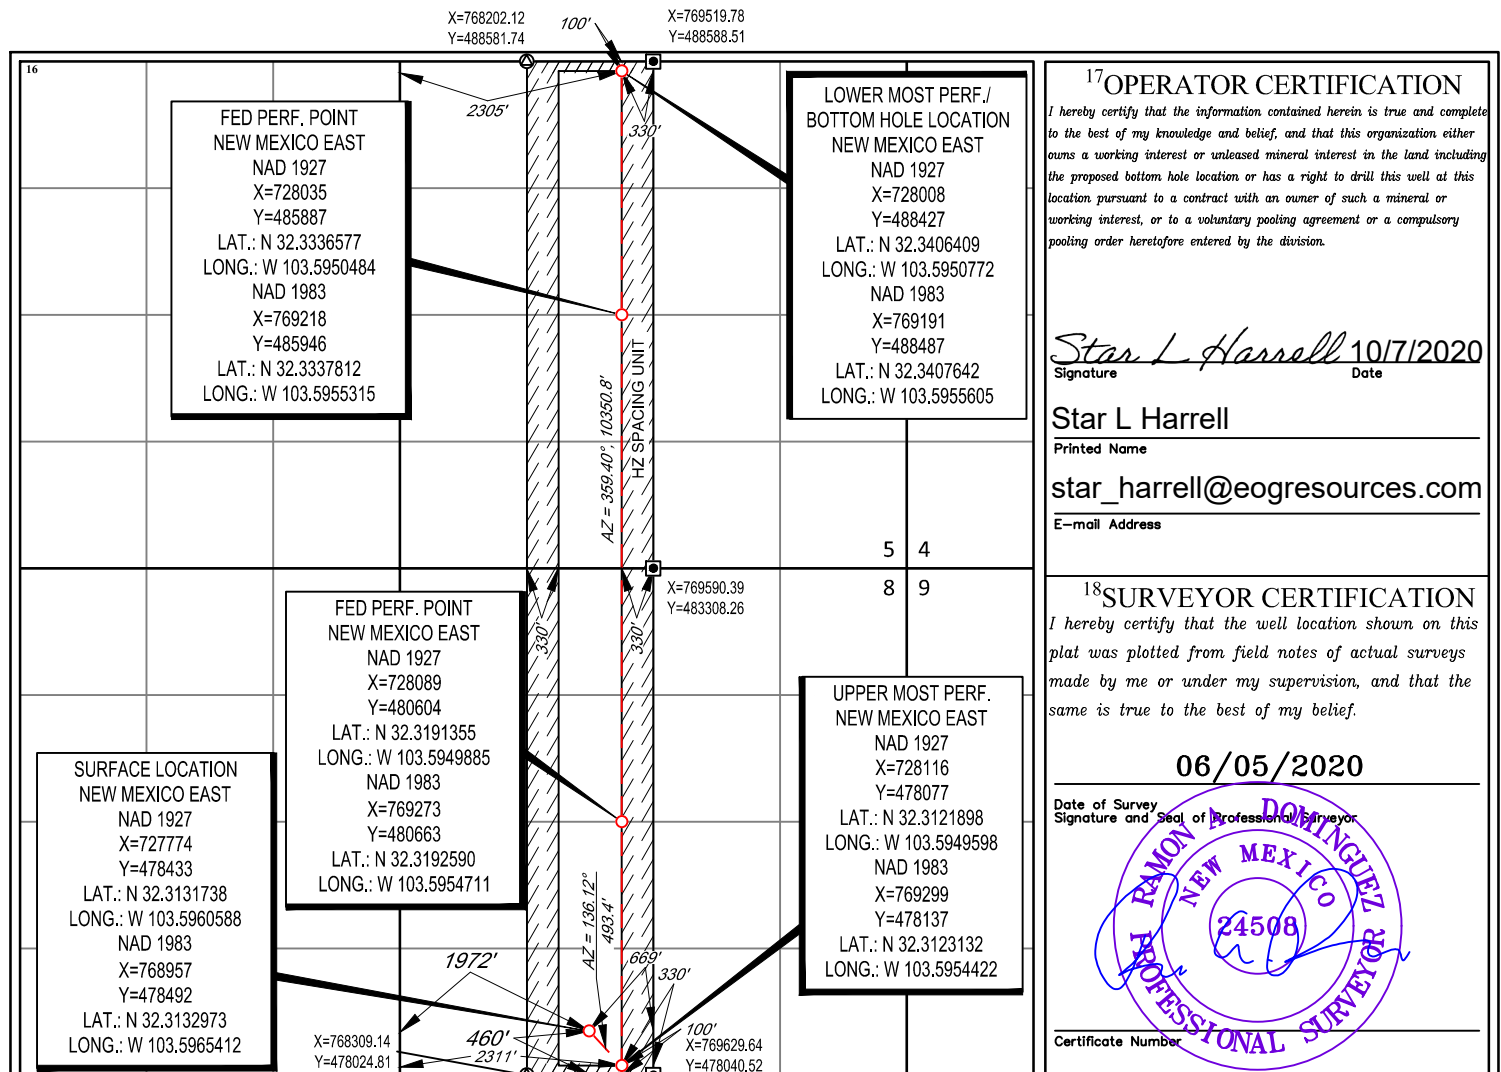 X=768202.12
Y=488581.74
100'
X=769519.78
Y=488588.51
16
2305'
330'
FED PERF. POINT
NEW MEXICO EAST
NAD 1927
X=728035
Y=485887
LAT.: N 32.3336577
LONG.: W 103.5950484
NAD 1983
X=769218
Y=485946
LAT.: N 32.3337812
LONG.: W 103.5955315
LOWER MOST PERF./
BOTTOM HOLE LOCATION
NEW MEXICO EAST
NAD 1927
X=728008
Y=488427
LAT.: N 32.3406409
LONG.: W 103.5950772
NAD 1983
X=769191
Y=488487
LAT.: N 32.3407642
LONG.: W 103.5955605
AZ = 359.40°, 10350.8'
HZ SPACING UNIT
5 4
8 9
X=769590.39
Y=483308.26
330'
330'
FED PERF. POINT
NEW MEXICO EAST
NAD 1927
X=728089
Y=480604
LAT.: N 32.3191355
LONG.: W 103.5949885
NAD 1983
X=769273
Y=480663
LAT.: N 32.3192590
LONG.: W 103.5954711
UPPER MOST PERF.
NEW MEXICO EAST
NAD 1927
X=728116
Y=478077
LAT.: N 32.3121898
LONG.: W 103.5949598
NAD 1983
X=769299
Y=478137
LAT.: N 32.3123132
LONG.: W 103.5954422
SURFACE LOCATION
NEW MEXICO EAST
NAD 1927
X=727774
Y=478433
LAT.: N 32.3131738
LONG.: W 103.5960588
NAD 1983
X=768957
Y=478492
LAT.: N 32.3132973
LONG.: W 103.5965412
AZ = 136.12°
493.4'
1972'
669'
330'
460'
2311'
100'
X=768309.14
Y=478024.81
X=769629.64
Y=478040.52
17OPERATOR CERTIFICATION
I hereby certify that the information contained herein is true and complete
to the best of my knowledge and belief, and that this organization either
owns a working interest or unleased mineral interest in the land including
the proposed bottom hole location or has a right to drill this well at this
location pursuant to a contract with an owner of such a mineral or
working interest, or to a voluntary pooling agreement or a compulsory
pooling order heretofore entered by the division.
Star L Harrell 10/7/2020
Signature Date
Star L Harrell
Printed Name
star_harrell@eogresources.com
E-mail Address
18SURVEYOR CERTIFICATION
I hereby certify that the well location shown on this
plat was plotted from field notes of actual surveys
made by me or under my supervision, and that the
same is true to the best of my belief.
06/05/2020
Date of Survey
Signature and Seal of Professional Surveyor
RAMON A. DOMINGUEZ
NEW MEXICO
24508
PROFESSIONAL SURVEYOR
Certificate Number